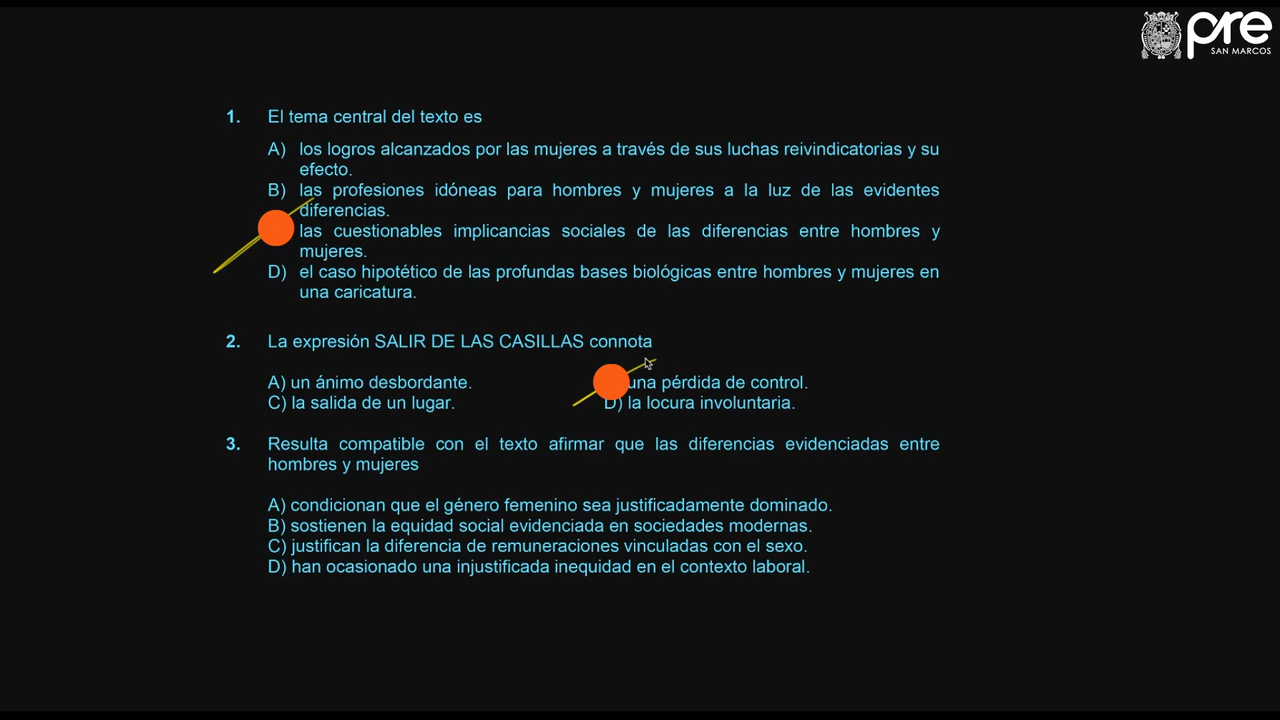 pre
SAN MARCOS
1. El tema central del texto es
A) los logros alcanzados por las mujeres a través de sus luchas reivindicatorias y su
efecto.
B) las profesiones idóneas para hombres y mujeres a la luz de las evidentes
diferencias.
las cuestionables implicancias sociales de las diferencias entre hombres y
mujeres.
D) el caso hipotético de las profundas bases biológicas entre hombres y mujeres en
una caricatura.
2. La expresión SALIR DE LAS CASILLAS connota
A) un ánimo desbordante. una pérdida de control.
C) la salida de un lugar. D) la locura involuntaria.
3. Resulta compatible con el texto afirmar que las diferencias evidenciadas entre
hombres y mujeres
A) condicionan que el género femenino sea justificadamente dominado.
B) sostienen la equidad social evidenciada en sociedades modernas.
C) justifican la diferencia de remuneraciones vinculadas con el sexo.
D) han ocasionado una injustificada inequidad en el contexto laboral.